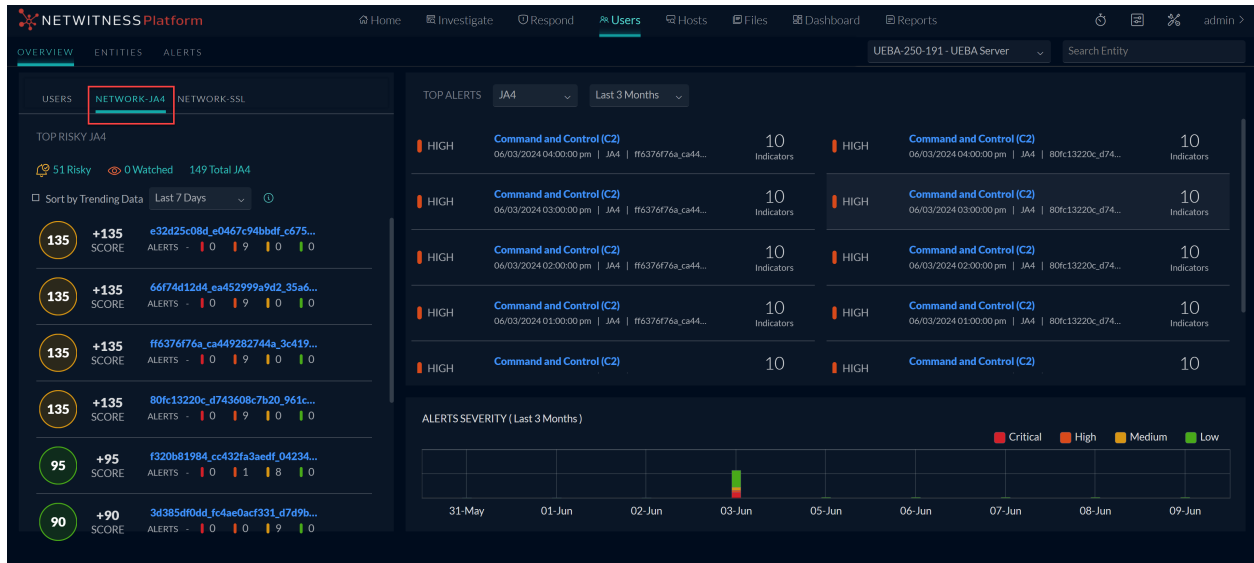 NETWITNESS Platform
Home Investigate Respond Users Hosts Files Dashboard Reports admin >
OVERVIEW ENTITIES ALERTS
UEBA-250-191 - UEBA Server
Search Entity
USERS NETWORK-JA4 NETWORK-SSL
TOP RISKY JA4
51 Risky 0 Watched 149 Total JA4
Sort by Trending Data Last 7 Days
135 +135 SCORE e32d25c08d_e0467c94bbdf_c675...
ALERTS - 0 9 0 0
135 +135 SCORE 66f74d12d4_ea452999a9d2_35a6...
ALERTS - 0 9 0 0
135 +135 SCORE ff6376f76a_ca449282744a_3c419...
ALERTS - 0 9 0 0
135 +135 SCORE 80fc13220c_d743608c7b20_961c...
ALERTS - 0 9 0 0
95 +95 SCORE f320b81984_cc432fa3aedf_04234...
ALERTS - 0 1 8 0
90 +90 SCORE 3d385df0dd_fc4ae0acf331_d7d9b...
ALERTS - 0 0 9 0
TOP ALERTS JA4 Last 3 Months
HIGH Command and Control (C2) 10
06/03/2024 04:00:00 pm | JA4 | ff6376f76a_ca44... Indicators
HIGH Command and Control (C2) 10
06/03/2024 04:00:00 pm | JA4 | 80fc13220c_d74... Indicators
HIGH Command and Control (C2) 10
06/03/2024 03:00:00 pm | JA4 | ff6376f76a_ca44... Indicators
HIGH Command and Control (C2) 10
06/03/2024 03:00:00 pm | JA4 | 80fc13220c_d74... Indicators
HIGH Command and Control (C2) 10
06/03/2024 02:00:00 pm | JA4 | ff6376f76a_ca44... Indicators
HIGH Command and Control (C2) 10
06/03/2024 02:00:00 pm | JA4 | 80fc13220c_d74... Indicators
HIGH Command and Control (C2) 10
06/03/2024 01:00:00 pm | JA4 | ff6376f76a_ca44... Indicators
HIGH Command and Control (C2) 10
06/03/2024 01:00:00 pm | JA4 | 80fc13220c_d74... Indicators
HIGH Command and Control (C2) 10
HIGH Command and Control (C2) 10
ALERTS SEVERITY ( Last 3 Months )
Critical High Medium Low
31-May 01-Jun 02-Jun 03-Jun 05-Jun 06-Jun 07-Jun 08-Jun 09-Jun